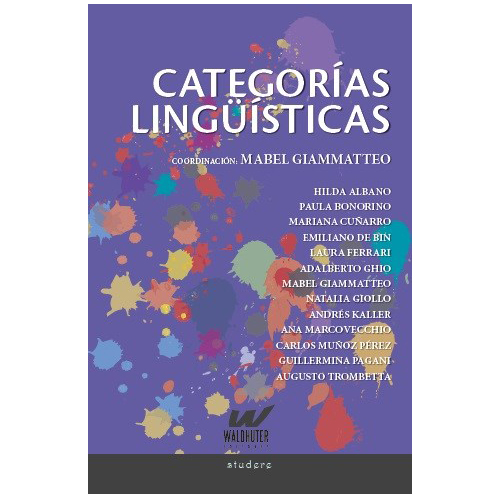 CATEGORÍAS
LINGÜÍSTICAS
COORDINACIÓN: MABEL GIAMMATTEO
HILDA ALBANO
PAULA BONORINO
MARIANA CUÑARRO
EMILIANO DE BIN
LAURA FERRARI
ADALBERTO GHIO
MABEL GIAMMATTEO
NATALIA GIOLLO
ANDRÉS KALLER
ANA MARCOVECCHIO
CARLOS MUÑOZ PÉREZ
GUILLERMINA PAGANI
AUGUSTO TROMBETTA
WALDHUTER
studere